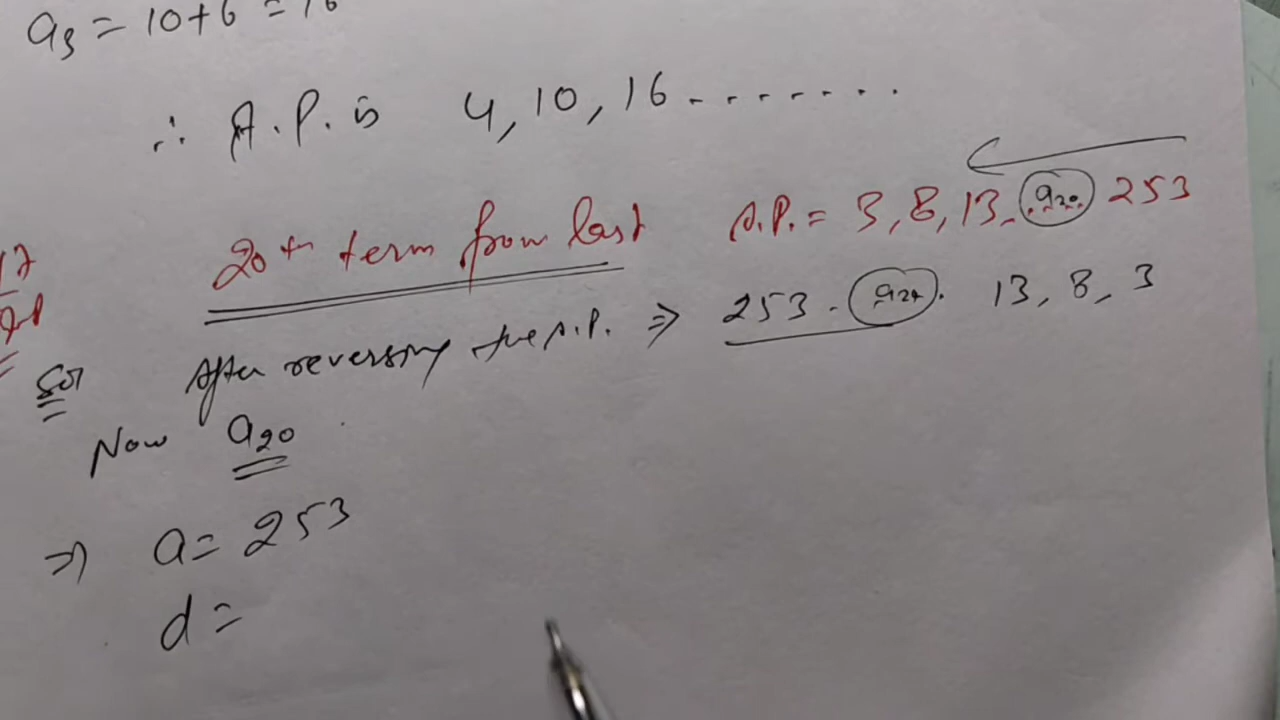 a3 = 10+6 = 16
∴ A.P. is 4, 10, 16 - - . . . . .
17
20th term from last A.P. = 3, 8, 13, .. a20 .. 253
Sol After reversing the A.P. ⇒ 253 . a20 . 13, 8, 3
Now a20
⇒ a = 253
d =